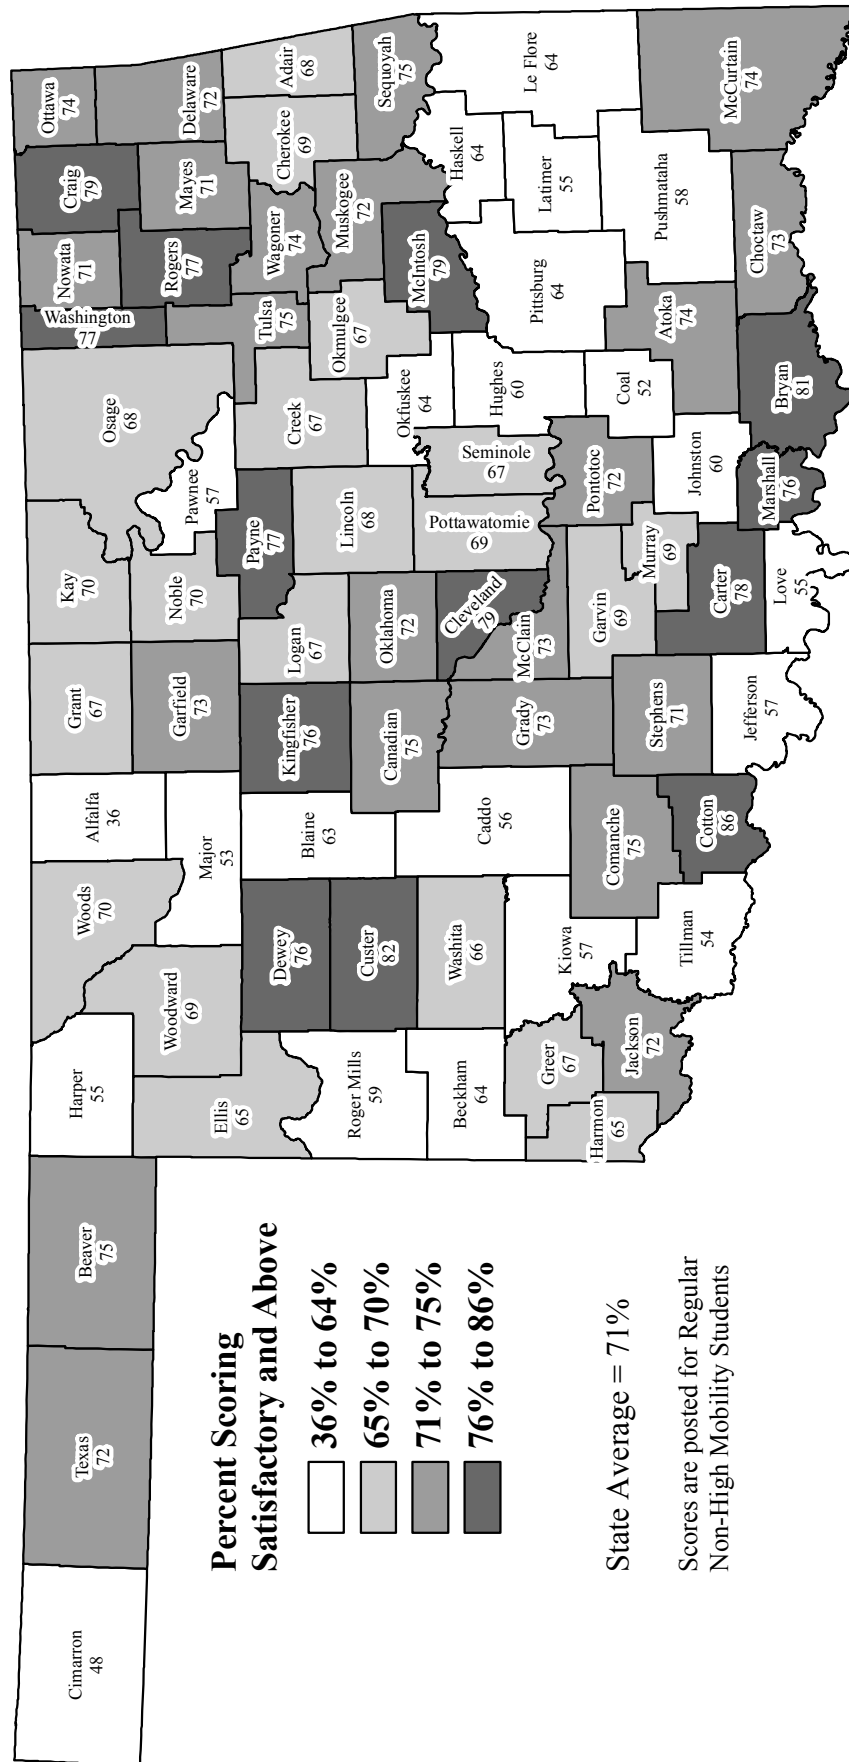 Cimarron
48
Texas
72
Beaver
75
Harper
55
Woods
70
Alfalfa
36
Grant
67
Kay
70
Osage
68
Washington
77
Nowata
71
Craig
79
Ottawa
74
Ellis
65
Woodward
69
Major
53
Garfield
73
Noble
70
Pawnee
57
Rogers
77
Mayes
71
Delaware
72
Roger Mills
59
Dewey
76
Blaine
63
Kingfisher
76
Logan
67
Payne
77
Creek
67
Tulsa
75
Wagoner
74
Cherokee
69
Adair
68
Custer
82
Canadian
75
Oklahoma
72
Lincoln
68
Okfuskee
64
Okmulgee
67
Muskogee
72
Sequoyah
75
Beckham
64
Washita
66
Caddo
56
Grady
73
McClain
73
Cleveland
79
Pottawatomie
69
Seminole
67
Hughes
60
McIntosh
79
Haskell
64
Le Flore
64
Harmon
65
Greer
67
Kiowa
57
Jackson
72
Comanche
75
Stephens
71
Garvin
69
Murray
69
Pontotoc
72
Coal
52
Pittsburg
64
Latimer
55
Tillman
54
Cotton
86
Jefferson
57
Carter
78
Johnston
60
Atoka
74
Pushmataha
58
McCurtain
74
Love
55
Marshall
76
Bryan
81
Choctaw
73
Percent Scoring
Satisfactory and Above
36% to 64%
65% to 70%
71% to 75%
76% to 86%
State Average = 71%
Scores are posted for Regular
Non-High Mobility Students